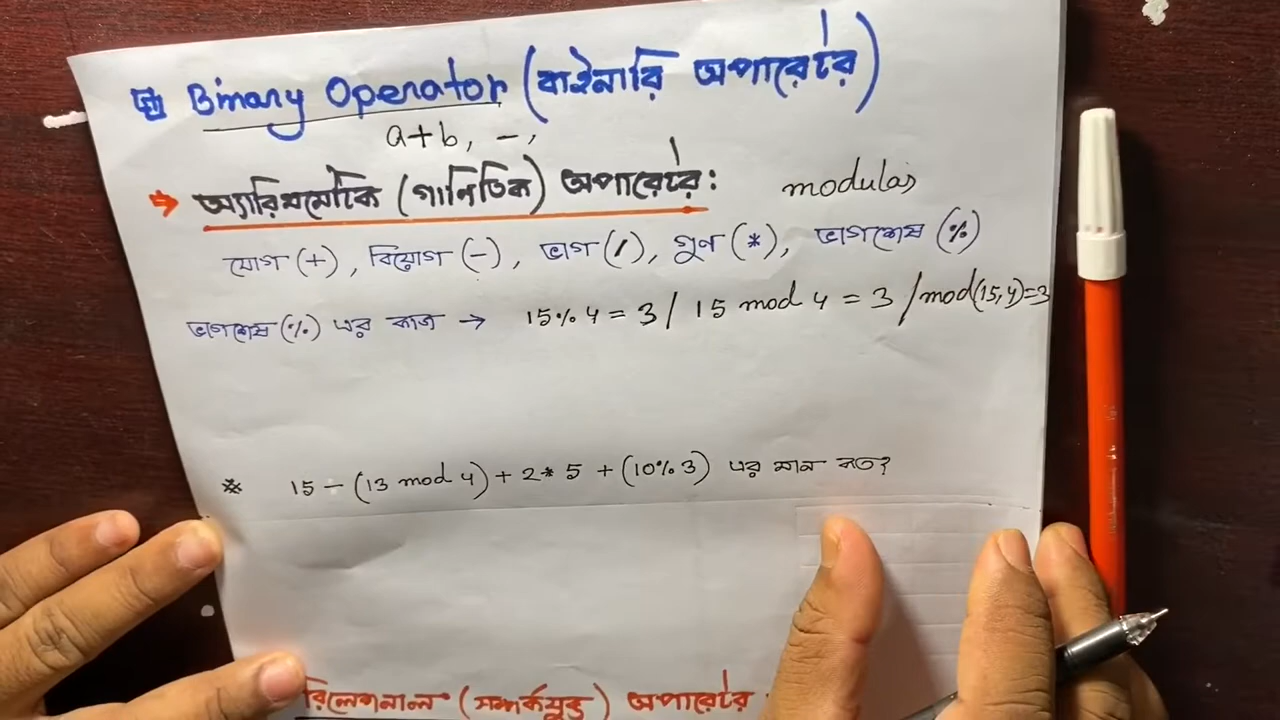 Binary Operator (বাইনারি অপারেটর)
a+b, -,
→ অ্যারিথমেটিক (গানিতিক) অপারেটর:
modulas
যোগ (+), বিয়োগ (-), ভাগ (/), গুণ (*), ভাগশেষ (%)
ভাগশেষ (%) এর কাজ → 15% 4 = 3 / 15 mod 4 = 3 / mod(15,4)=3
* 15 - (13 mod 4) + 2* 5 + (10% 3) এর মান কত?
রিলেশনাল (সম্পর্কযুক্ত) অপারেটর